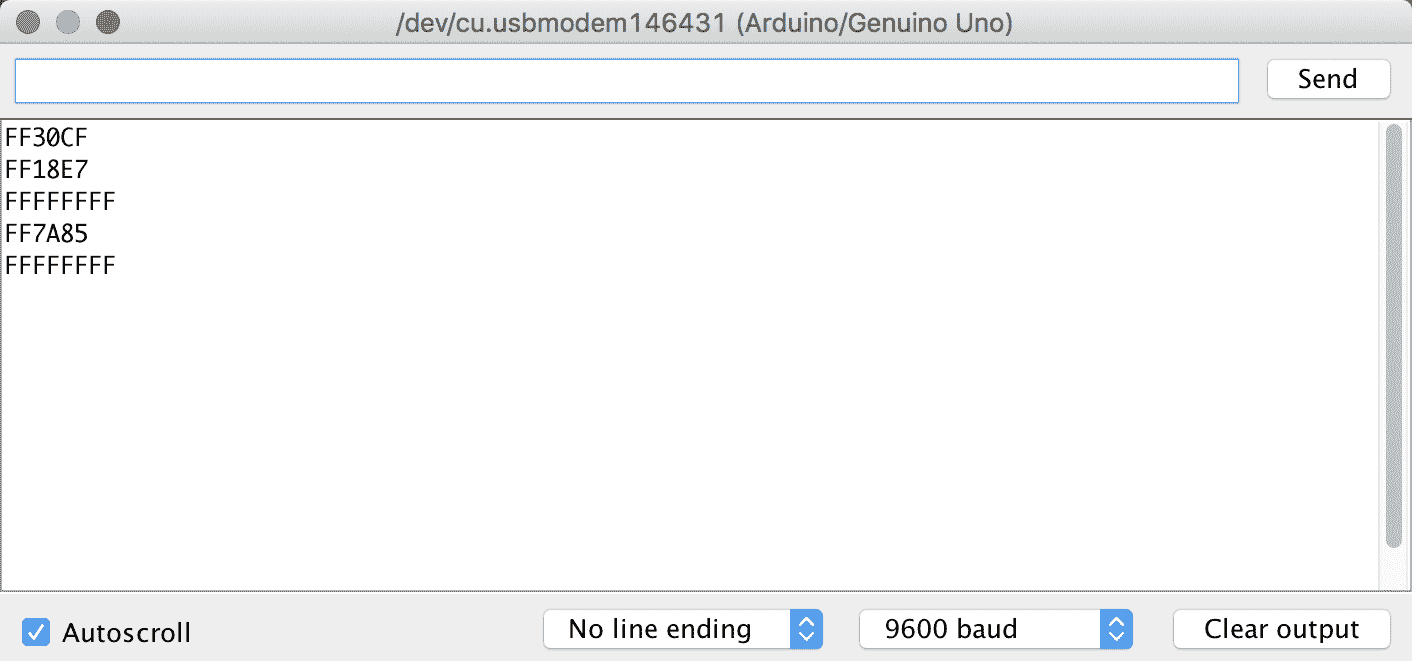 /dev/cu.usbmodem146431 (Arduino/Genuino Uno)
Send
FF30CF
FF18E7
FFFFFFFF
FF7A85
FFFFFFFF
Autoscroll
No line ending
9600 baud
Clear output